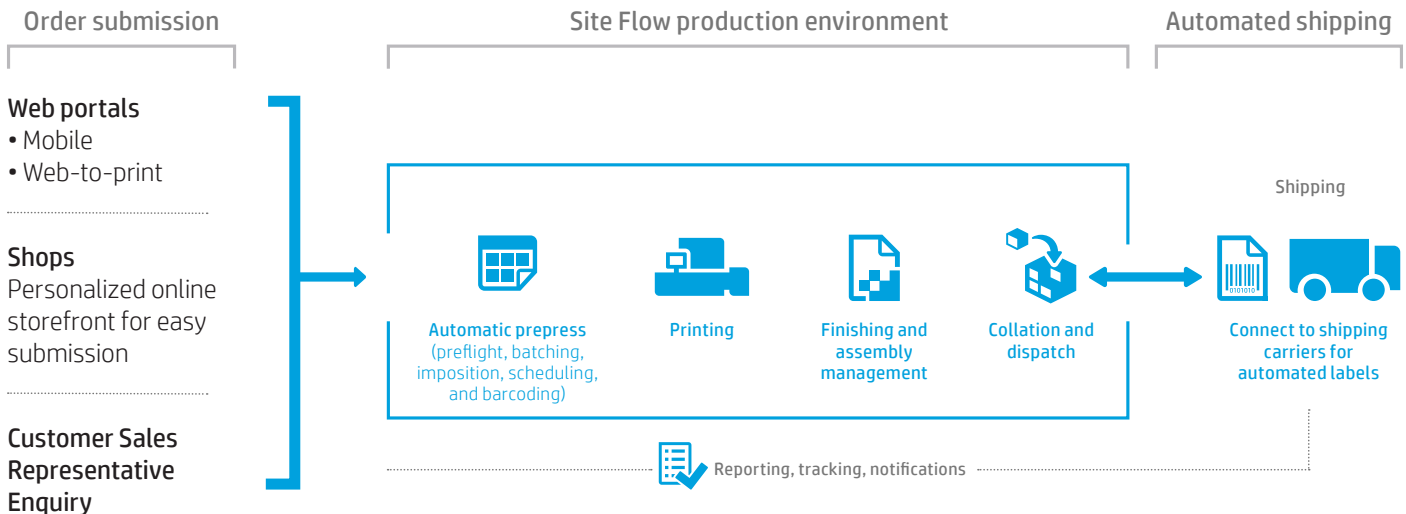 Order submission
Site Flow production environment
Automated shipping
Web portals
• Mobile
• Web-to-print
Shops
Personalized online
storefront for easy
submission
Customer Sales
Representative
Enquiry
Automatic prepress
(preflight, batching,
imposition, scheduling,
and barcoding)
Printing
Finishing and
assembly
management
Collation and
dispatch
Shipping
0101010
Connect to shipping
carriers for
automated labels
Reporting, tracking, notifications